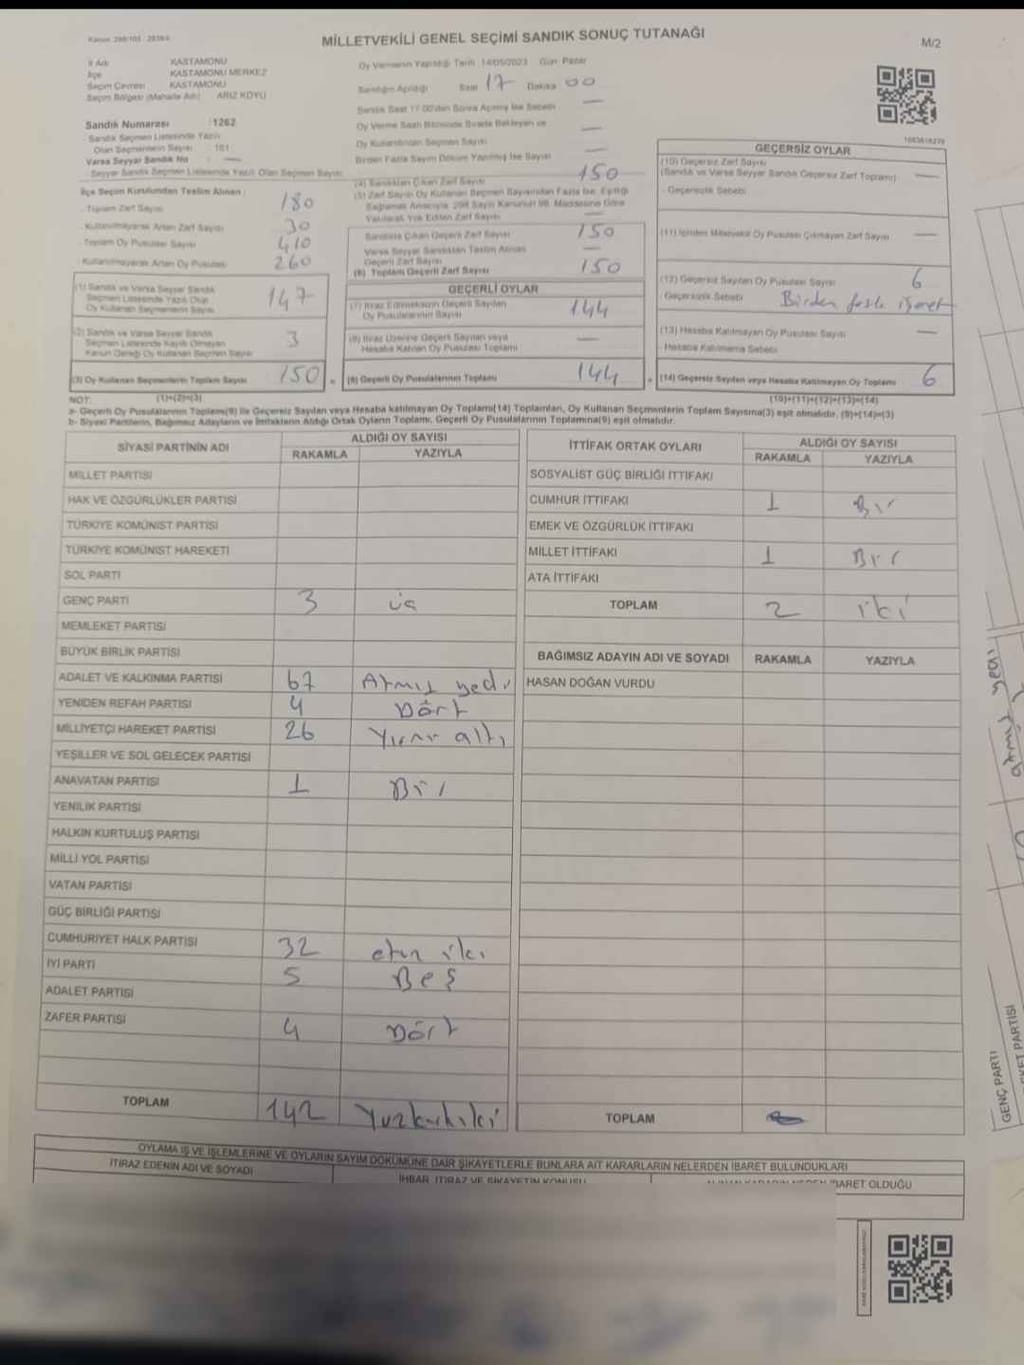 MİLLETVEKİLİ GENEL SEÇİMİ SANDIK SONUÇ TUTANAĞI
M/2
İl Adı KASTAMONU
İlçe KASTAMONU MERKEZ
Seçim Çevresi KASTAMONU
Seçim Bölgesi (Mahalle Adı) ARIZ KÖYÜ
Sandık Numarası :1262
Sandık Seçmen Listesinde Yazılı
Olan Seçmenlerin Sayısı
Varsa Seyyar Sandık No —
Seyyar Sandık Seçmen Listesinde Yazılı Olan Seçmen Sayısı
İlçe Seçim Kurulundan Teslim Alınan
Toplam Zarf Sayısı 180
Kullanılmayarak Artan Zarf Sayısı 30
Toplam Oy Pusulası Sayısı 410
Kullanılmayarak Artan Oy Pusulası 260
(1) Sandık ve Varsa Seyyar Sandık
Seçmen Listesinde Yazılı Olup
Oy Kullanan Seçmenlerin Sayısı 147
(2) Sandık ve Varsa Seyyar Sandık
Seçmen Listesinde Kayıtlı Olmayan
Kanun Gereği Oy Kullanan Seçmen Sayısı 3
(3) Oy Kullanan Seçmenlerin Toplam Sayısı 150
(1)+(2)=(3)
Oy Vermenin Yapıldığı Tarih 14/05/2023 Gün Pazar
Sandığın Açıldığı Saat 17 Dakika 00
Sandık Saat 17.00'den Sonra Açılmış İse Sebebi —
Oy Verme Saati Bitiminde Sırada Bekleyen ve
Oy Kullandırılan Seçmen Sayısı —
Birden Fazla Sayım Döküm Yapılmış İse Sayısı —
(4) Sandıktan Çıkan Zarf Sayısı 150
(5) Zarf Sayısı Oy Kullanan Seçmen Sayısından Fazla İse, Eşitliği
Sağlamak Amacıyla, 298 Sayılı Kanunun 98. Maddesine Göre
Yakılarak Yok Edilen Zarf Sayısı —
Sandıkta Çıkan Geçerli Zarf Sayısı 150
Varsa Seyyar Sandıktan Teslim Alınan
Geçerli Zarf Sayısı —
(6) Toplam Geçerli Zarf Sayısı 150
GEÇERLİ OYLAR
(7) İtiraz Edilmeksizin Geçerli Sayılan
Oy Pusulalarının Sayısı 144
(8) İtiraz Üzerine Geçerli Sayılan veya
Hesaba Katılan Oy Pusulası Toplamı —
(9) Geçerli Oy Pusulalarının Toplamı 144
GEÇERSİZ OYLAR
(10) Geçersiz Zarf Sayısı
(Sandık ve Varsa Seyyar Sandık Geçersiz Zarf Toplamı) —
Geçersizlik Sebebi
(11) İçinden Milletvekili Oy Pusulası Çıkmayan Zarf Sayısı —
(12) Geçersiz Sayılan Oy Pusulası Sayısı 6
Geçersizlik Sebebi Birden fazla işaret
(13) Hesaba Katılmayan Oy Pusulası Sayısı —
Hesaba Katılmama Sebebi
(14) Geçersiz Sayılan veya Hesaba Katılmayan Oy Toplamı 6
(10)+(11)+(12)+(13)=(14)
NOT:
a- Geçerli Oy Pusulalarının Toplamı(9) ile Geçersiz Sayılan veya Hesaba katılmayan Oy Toplamı(14) Toplamları, Oy Kullanan Seçmenlerin Toplam Sayısına(3) eşit olmalıdır. (9)+(14)=(3)
b- Siyasi Partilerin, Bağımsız Adayların ve İttifakların Aldığı Ortak Oyların Toplamı, Geçerli Oy Pusulalarının Toplamına(9) eşit olmalıdır.
SİYASİ PARTİNİN ADI ALDIĞI OY SAYISI
RAKAMLA YAZIYLA
MİLLET PARTİSİ
HAK VE ÖZGÜRLÜKLER PARTİSİ
TÜRKİYE KOMÜNİST PARTİSİ
TÜRKİYE KOMÜNİST HAREKETİ
SOL PARTİ
GENÇ PARTİ 3 üç
MEMLEKET PARTİSİ
BÜYÜK BİRLİK PARTİSİ
ADALET VE KALKINMA PARTİSİ 67 Atmış yedi
YENİDEN REFAH PARTİSİ 4 Dört
MİLLİYETÇİ HAREKET PARTİSİ 26 Yirmi altı
YEŞİLLER VE SOL GELECEK PARTİSİ
ANAVATAN PARTİSİ 1 Bir
YENİLİK PARTİSİ
HALKIN KURTULUŞ PARTİSİ
MİLLİ YOL PARTİSİ
VATAN PARTİSİ
GÜÇ BİRLİĞİ PARTİSİ
CUMHURİYET HALK PARTİSİ 32 otuz iki
İYİ PARTİ 5 Beş
ADALET PARTİSİ
ZAFER PARTİSİ 4 Dört
TOPLAM 142 Yüzkırkiki
İTTİFAK ORTAK OYLARI ALDIĞI OY SAYISI
RAKAMLA YAZIYLA
SOSYALİST GÜÇ BİRLİĞİ İTTİFAKI
CUMHUR İTTİFAKI 1 Bir
EMEK VE ÖZGÜRLÜK İTTİFAKI
MİLLET İTTİFAKI 1 Bir
ATA İTTİFAKI
TOPLAM 2 iki
BAĞIMSIZ ADAYIN ADI VE SOYADI RAKAMLA YAZIYLA
HASAN DOĞAN VURDU
TOPLAM
OYLAMA İŞ VE İŞLEMLERİNE VE OYLARIN SAYIM DÖKÜMÜNE DAİR ŞİKAYETLERLE BUNLARA AİT KARARLARIN NELERDEN İBARET BULUNDUKLARI
İTİRAZ EDENİN ADI VE SOYADI
İHBAR, İTİRAZ VE ŞİKAYETİN KONUSU
İBARET OLDUĞU
atmış yedi
GENÇ PARTİ